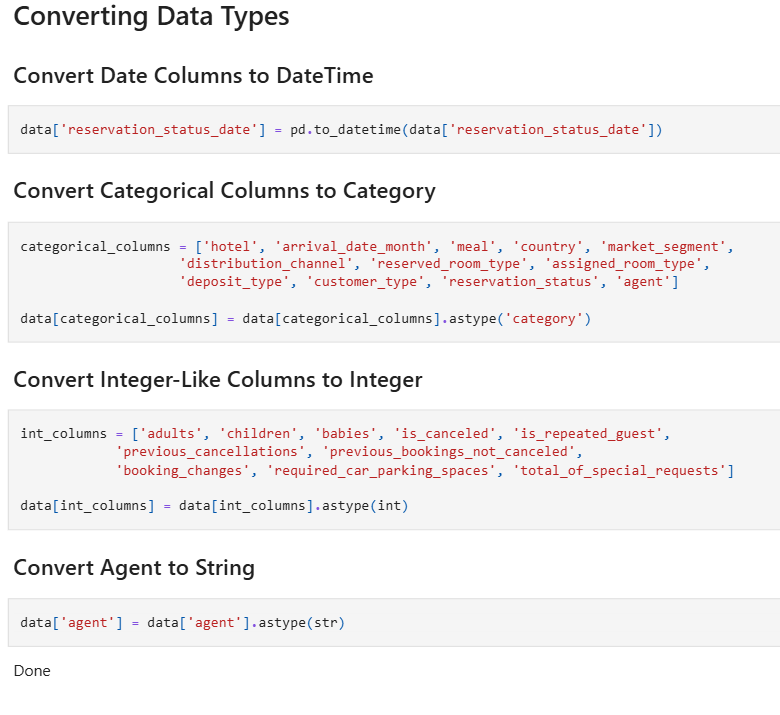 Converting Data Types
Convert Date Columns to DateTime
data['reservation_status_date'] = pd.to_datetime(data['reservation_status_date'])
Convert Categorical Columns to Category
categorical_columns = ['hotel', 'arrival_date_month', 'meal', 'country', 'market_segment',
'distribution_channel', 'reserved_room_type', 'assigned_room_type',
'deposit_type', 'customer_type', 'reservation_status', 'agent']
data[categorical_columns] = data[categorical_columns].astype('category')
Convert Integer-Like Columns to Integer
int_columns = ['adults', 'children', 'babies', 'is_canceled', 'is_repeated_guest',
'previous_cancellations', 'previous_bookings_not_canceled',
'booking_changes', 'required_car_parking_spaces', 'total_of_special_requests']
data[int_columns] = data[int_columns].astype(int)
Convert Agent to String
data['agent'] = data['agent'].astype(str)
Done